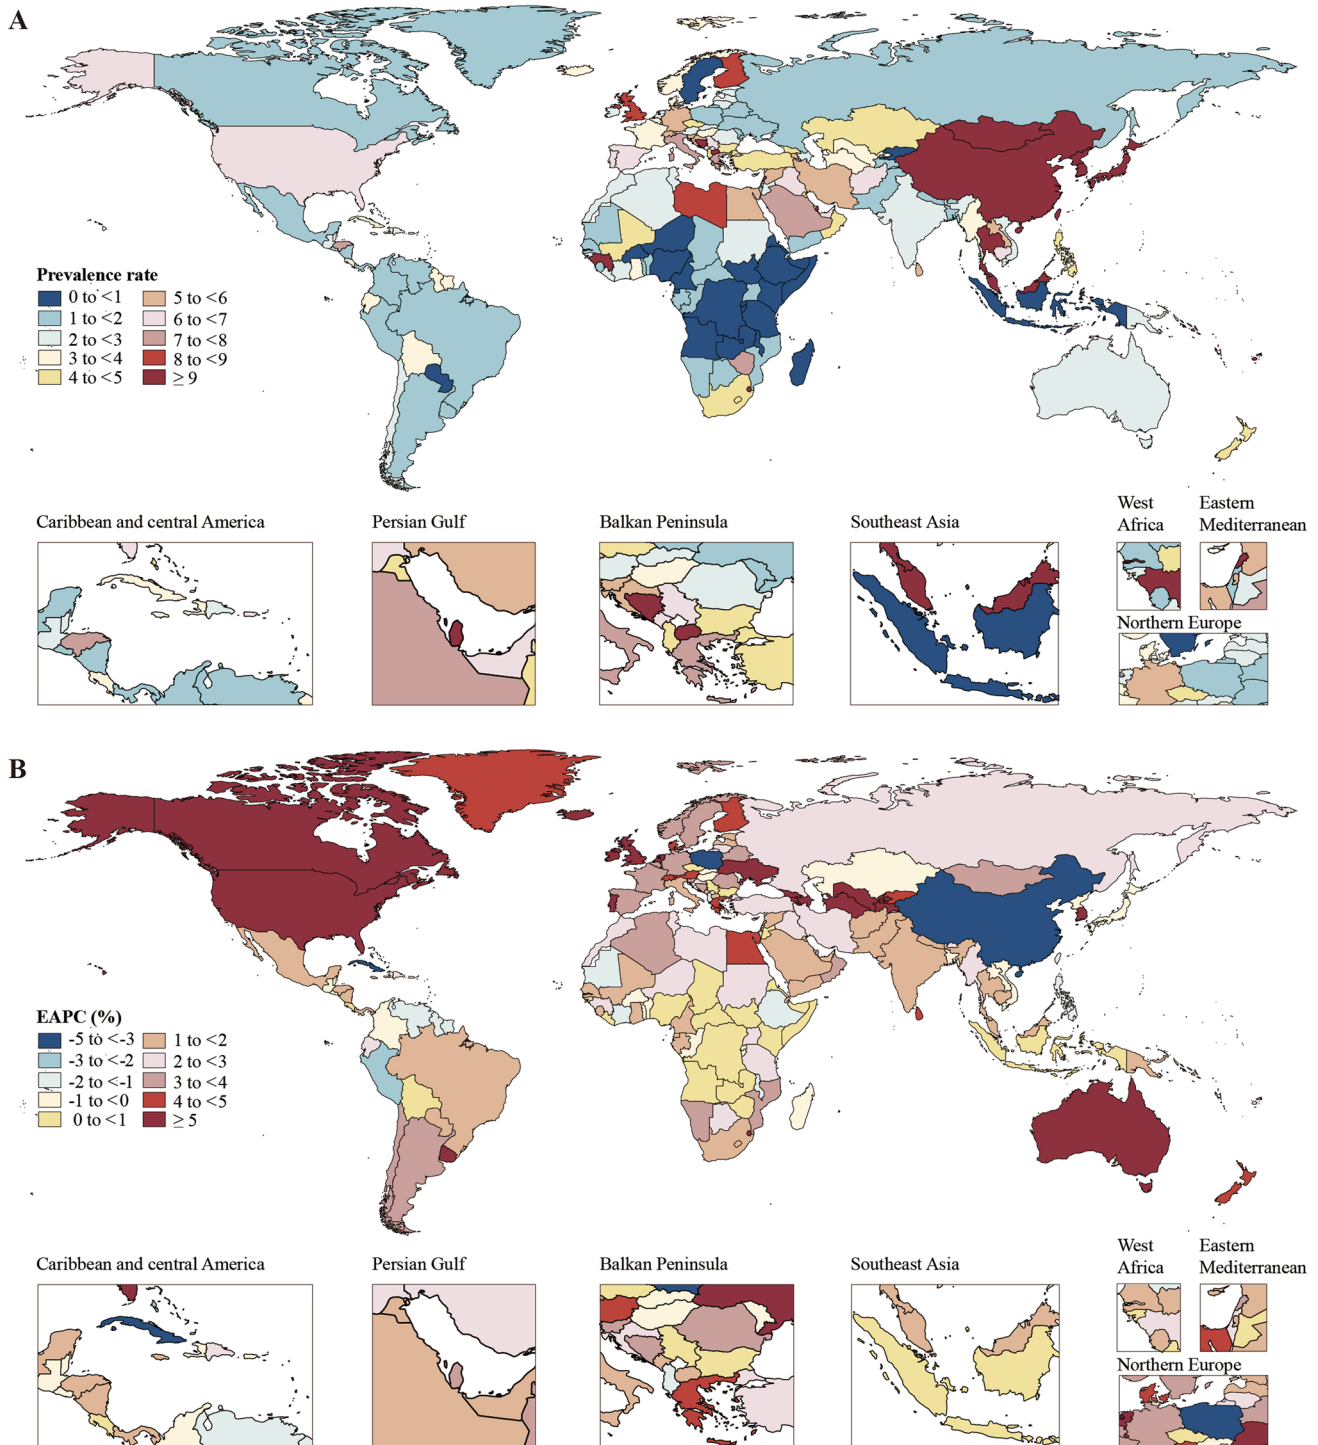 A
Prevalence rate
0 to <1
1 to <2
2 to <3
3 to <4
4 to <5
5 to <6
6 to <7
7 to <8
8 to <9
≥ 9
Caribbean and central America
Persian Gulf
Balkan Peninsula
Southeast Asia
West
Africa
Eastern
Mediterranean
Northern Europe
B
EAPC (%)
-5 to <-3
-3 to <-2
-2 to <-1
-1 to <0
0 to <1
1 to <2
2 to <3
3 to <4
4 to <5
≥ 5
Caribbean and central America
Persian Gulf
Balkan Peninsula
Southeast Asia
West
Africa
Eastern
Mediterranean
Northern Europe